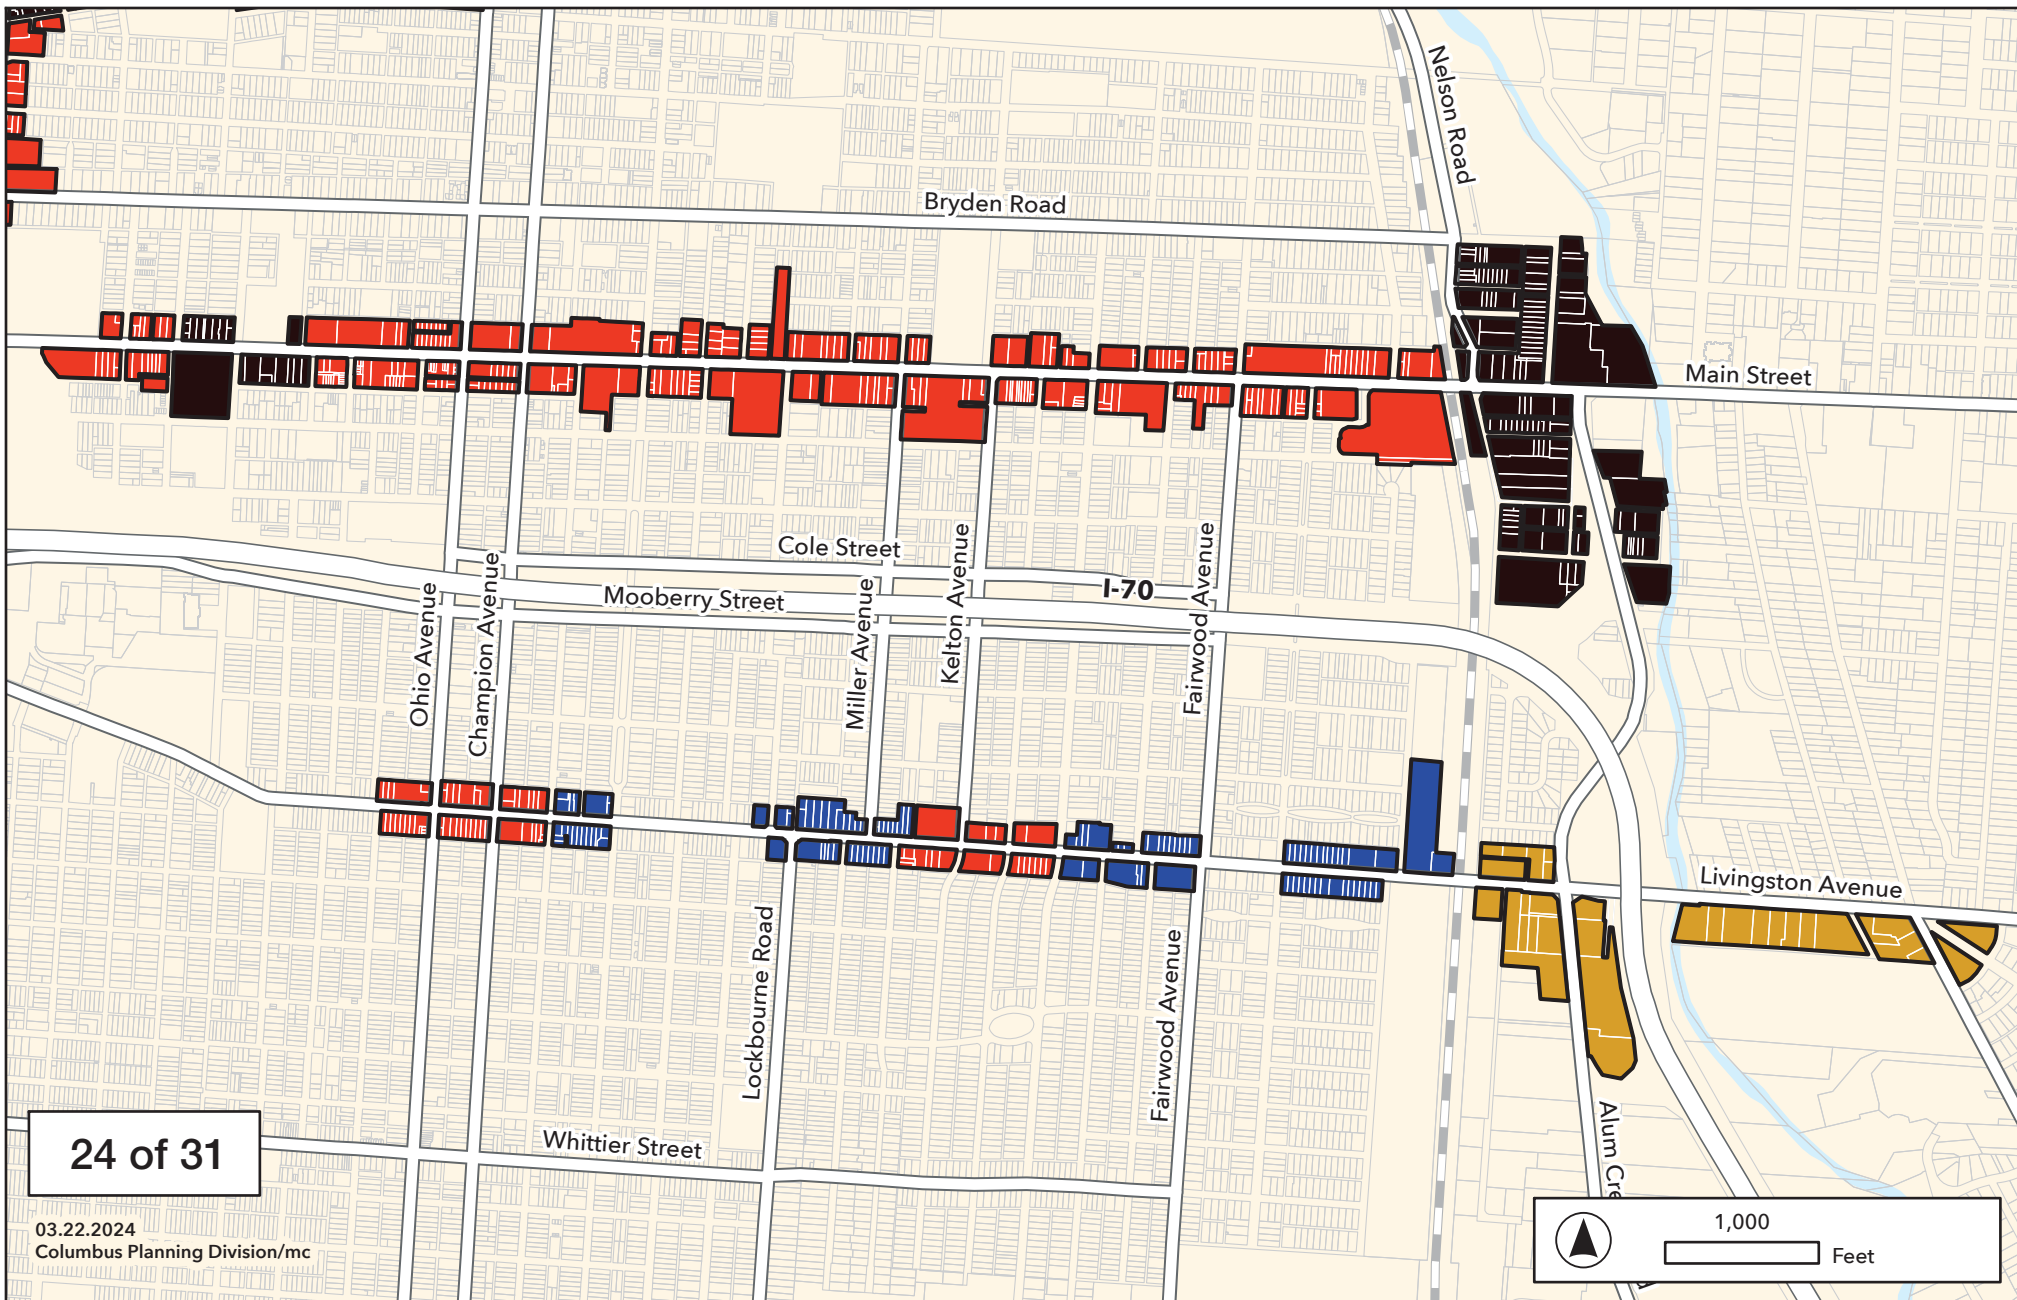 Nelson Road
Bryden Road
Main Street
Cole Street
I-70
Mooberry Street
Ohio Avenue
Champion Avenue
Miller Avenue
Kelton Avenue
Fairwood Avenue
Livingston Avenue
Lockbourne Road
Fairwood Avenue
Alum Cre
Whittier Street
24 of 31
03.22.2024
Columbus Planning Division/mc
1,000
Feet